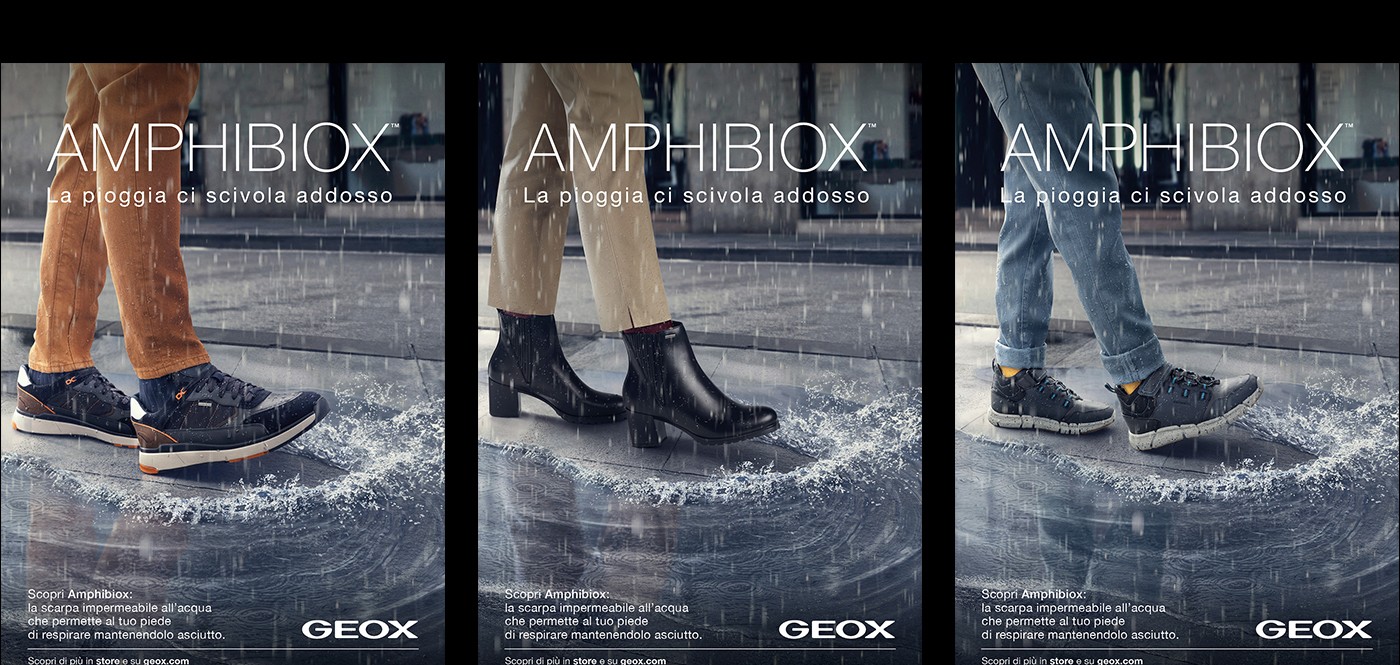 AMPHIBIOX™
La pioggia ci scivola addosso
Scopri Amphibiox:
la scarpa impermeabile all'acqua
che permette al tuo piede
di respirare mantenendolo asciutto.
GEOX
Scopri di più in store e su geox.com
AMPHIBIOX™
La pioggia ci scivola addosso
Scopri Amphibiox:
la scarpa impermeabile all'acqua
che permette al tuo piede
di respirare mantenendolo asciutto.
GEOX
Scopri di più in store e su geox.com
AMPHIBIOX™
La pioggia ci scivola addosso
Scopri Amphibiox:
la scarpa impermeabile all'acqua
che permette al tuo piede
di respirare mantenendolo asciutto.
GEOX
Scopri di più in store e su geox.com